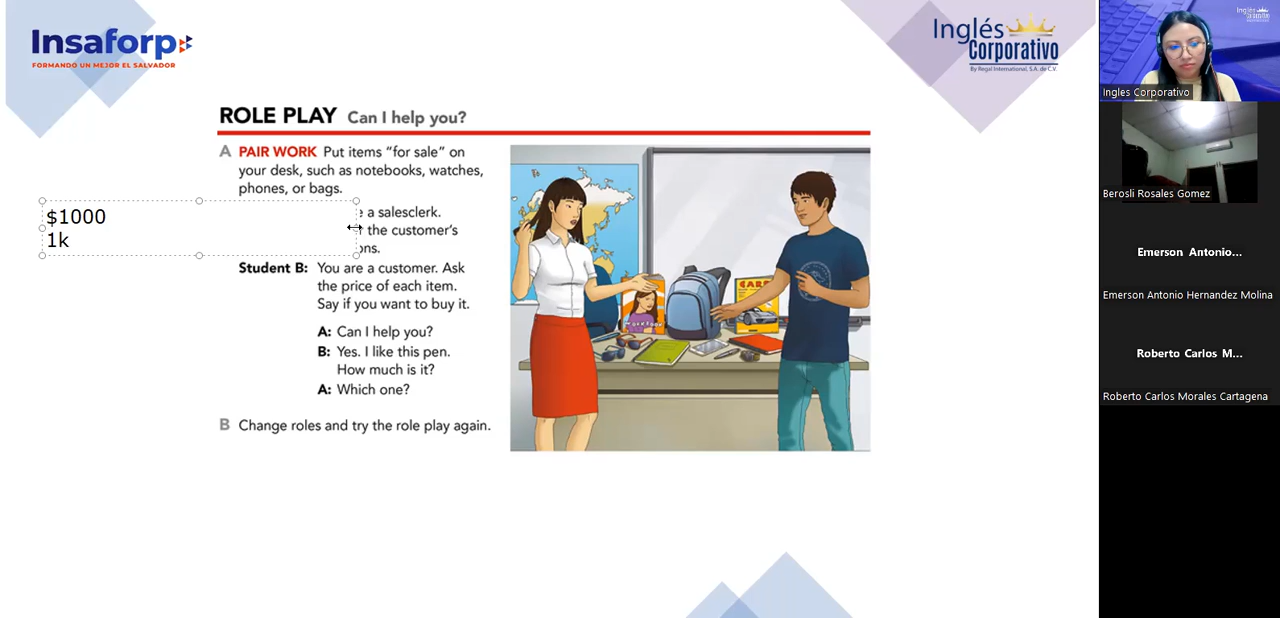 Insaforp
FORMANDO UN MEJOR EL SALVADOR
Inglés
Corporativo
By Regal International, S.A. de C.V.
ROLE PLAY Can I help you?
A PAIR WORK Put items “for sale” on
your desk, such as notebooks, watches,
phones, or bags.
$1000
1k
a salesclerk.
the customer’s
Student B: You are a customer. Ask
the price of each item.
Say if you want to buy it.
A: Can I help you?
B: Yes. I like this pen.
How much is it?
A: Which one?
B Change roles and try the role play again.
CARS
Ingles Corporativo
Berosli Rosales Gomez
Emerson Antonio...
Emerson Antonio Hernandez Molina
Roberto Carlos M...
Roberto Carlos Morales Cartagena